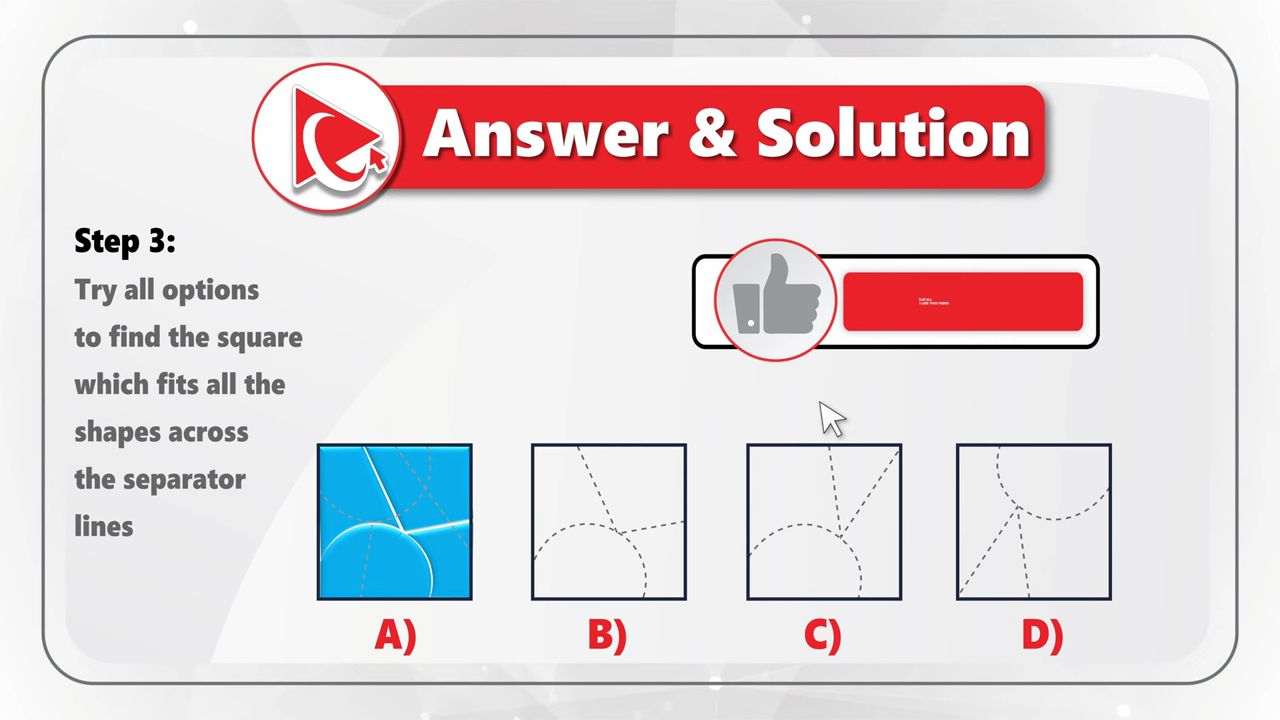 Answer & Solution
Step 3:
Try all options
to find the square
which fits all the
shapes across
the separator
lines
A)
B)
C)
D)